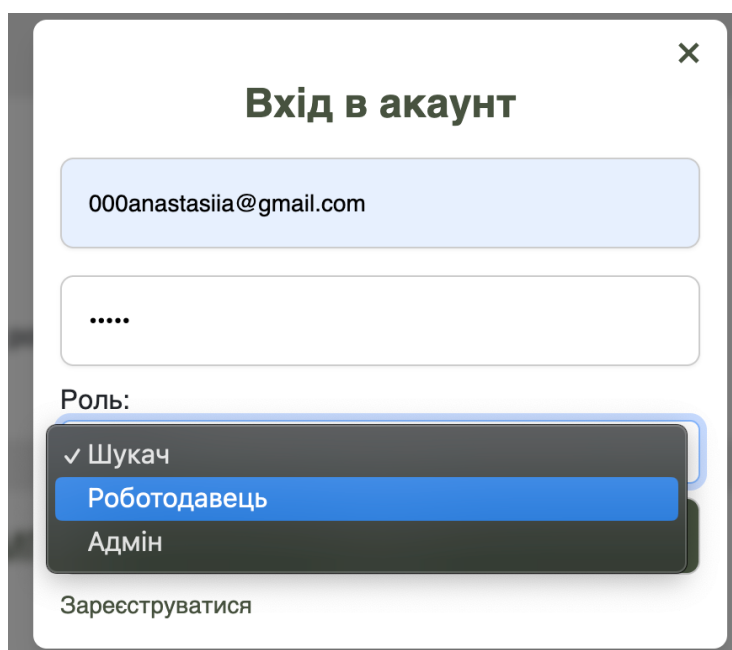 Вхід в акаунт
000anastasiia@gmail.com
•••••
Роль:
✓ Шукач
Роботодавець
Адмін
Зареєструватися